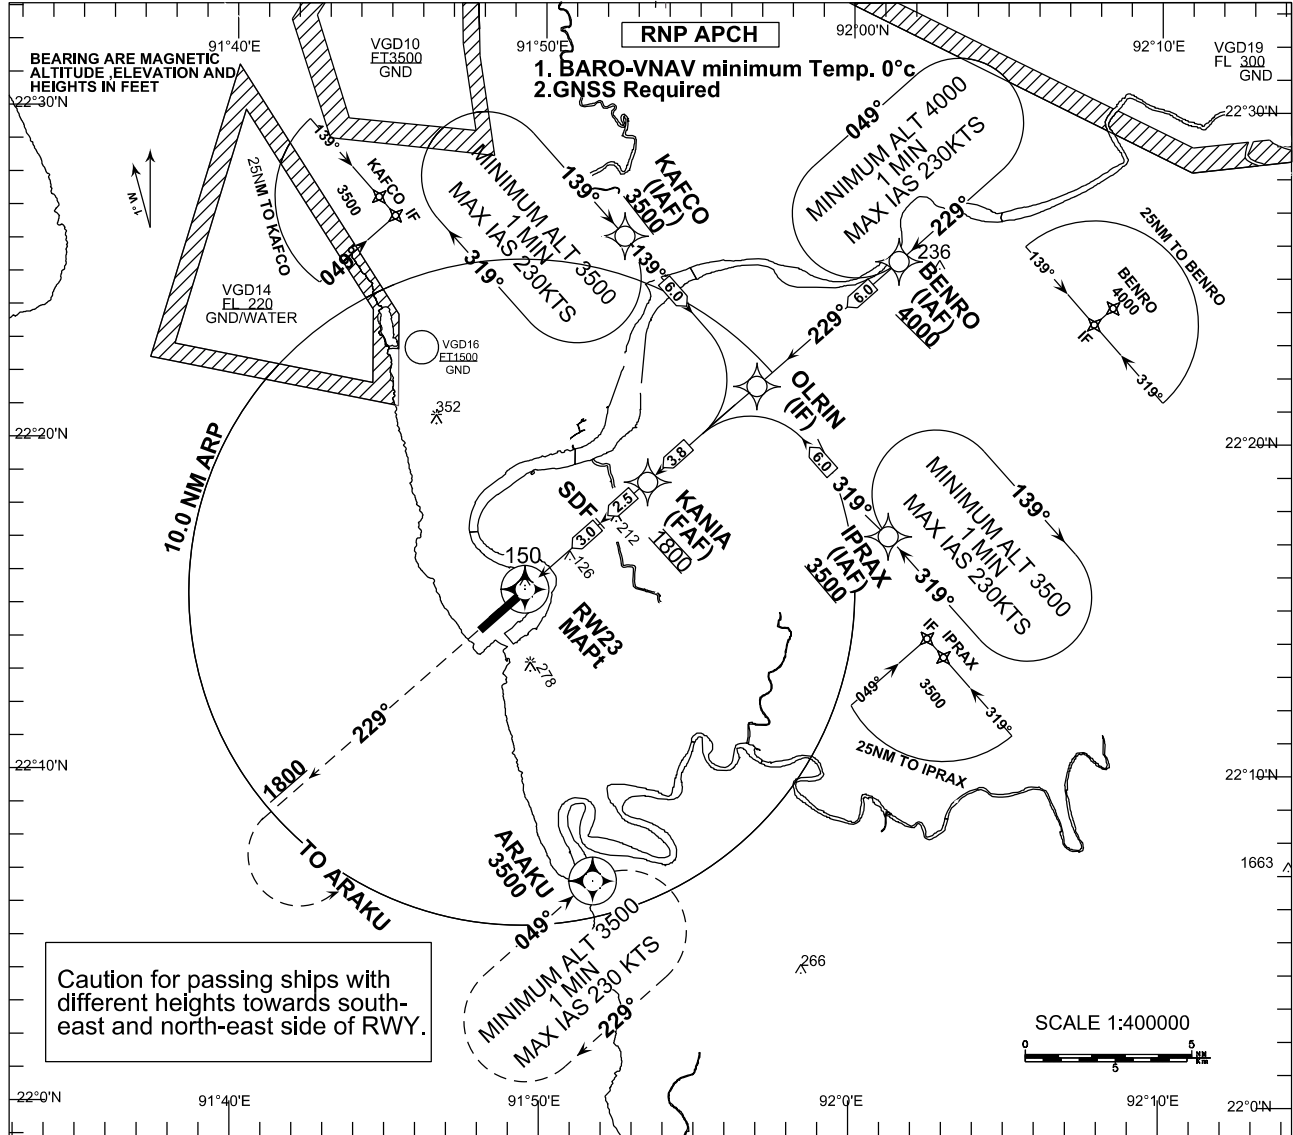 91°40'E
91°50'E
92°00'N
92°10'E
RNP APCH
1. BARO-VNAV minimum Temp. 0°c
2.GNSS Required
BEARING ARE MAGNETIC
ALTITUDE ,ELEVATION AND
HEIGHTS IN FEET
VGD10
FT3500
GND
VGD19
FL 300
GND
22°30'N
22°30'N
1° W
139°
KAFCO
IF
3500
049°
25NM TO KAFCO
MINIMUM ALT 3500
1 MIN
MAX IAS 230KTS
139°
319°
KAFCO
(IAF)
3500
139°
6.0
049°
MINIMUM ALT 4000
1 MIN
MAX IAS 230KTS
229°
236
BENRO
(IAF)
4000
6.0
229°
25NM TO BENRO
139°
BENRO
4000
IF
319°
VGD14
FL 220
GND/WATER
VGD16
FT1500
GND
352
OLRIN
(IF)
22°20'N
22°20'N
10.0 NM ARP
3.8
6.0
319°
KANIA
(FAF)
1800
SDF
2.5
3.0
212
126
150
RW23
MAPt
278
IPRAX
(IAF)
3500
MINIMUM ALT 3500
1 MIN
MAX IAS 230KTS
139°
319°
IF IPRAX
049°
3500
319°
25NM TO IPRAX
229°
1800
TO ARAKU
22°10'N
22°10'N
ARAKU
3500
049°
MINIMUM ALT 3500
1 MIN
MAX IAS 230 KTS
229°
1663
266
Caution for passing ships with
different heights towards south-
east and north-east side of RWY.
SCALE 1:400000
0
5
NM
Km
5
22°0'N
22°0'N
91°40'E
91°50'E
92°0'E
92°10'E